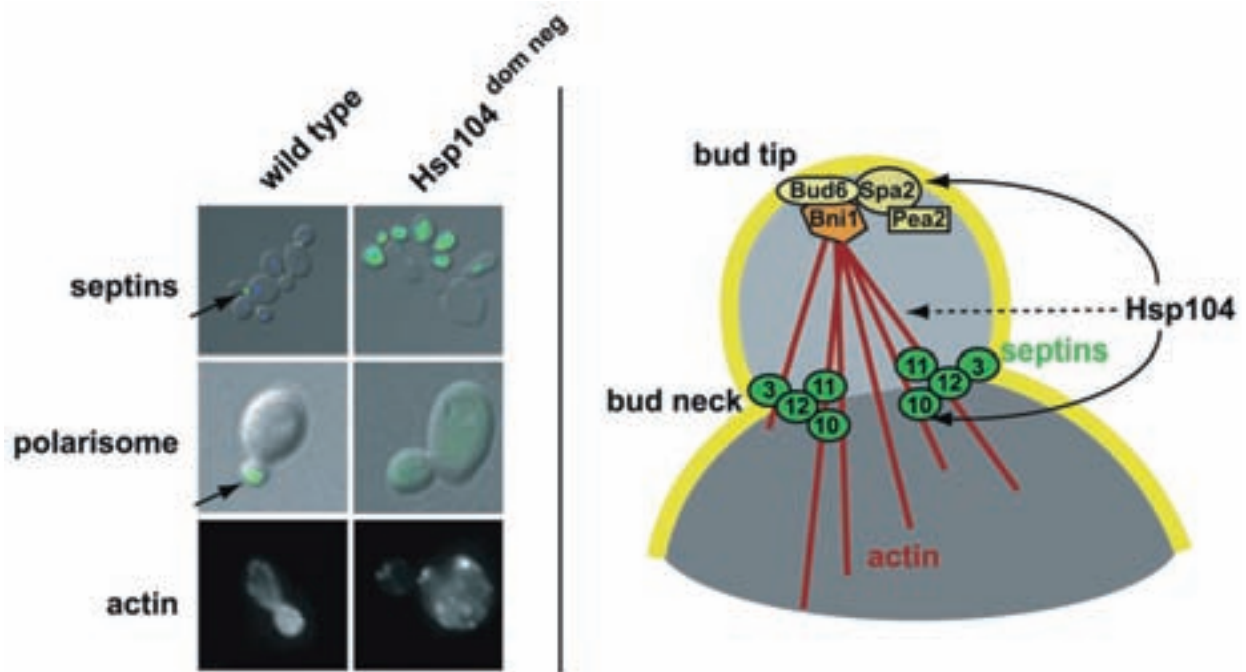 wild type
Hsp104 dom neg
septins
polarisome
actin
bud tip
Bud6
Spa2
Bni1
Pea2
Hsp104
septins
bud neck
3
12
11
10
11
12
3
10
actin